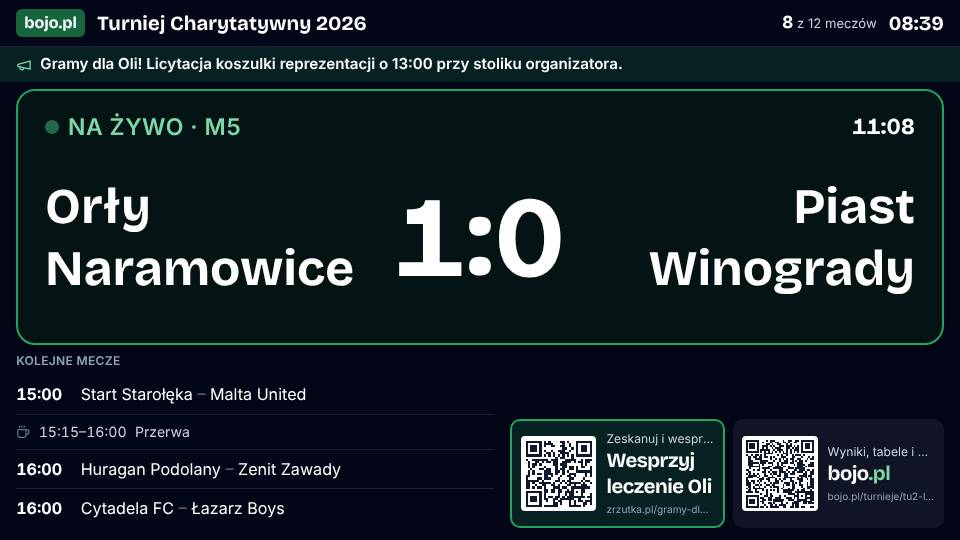 bojo.pl Turniej Charytatywny 2026 8 z 12 meczów 08:39
Gramy dla Oli! Licytacja koszulki reprezentacji o 13:00 przy stoliku organizatora.
NA ŻYWO · M5 11:08
Orły
Naramowice
1:0
Piast
Winogrady
KOLEJNE MECZE
15:00 Start Starołęka – Malta United
15:15–16:00 Przerwa
16:00 Huragan Podolany – Zenit Zawady
16:00 Cytadela FC – Łazarz Boys
Zeskanuj i wespr...
Wesprzyj
leczenie Oli
zrzutka.pl/gramy-dl...
Wyniki, tabele i ...
bojo.pl
bojo.pl/turnieje/tu2-l...